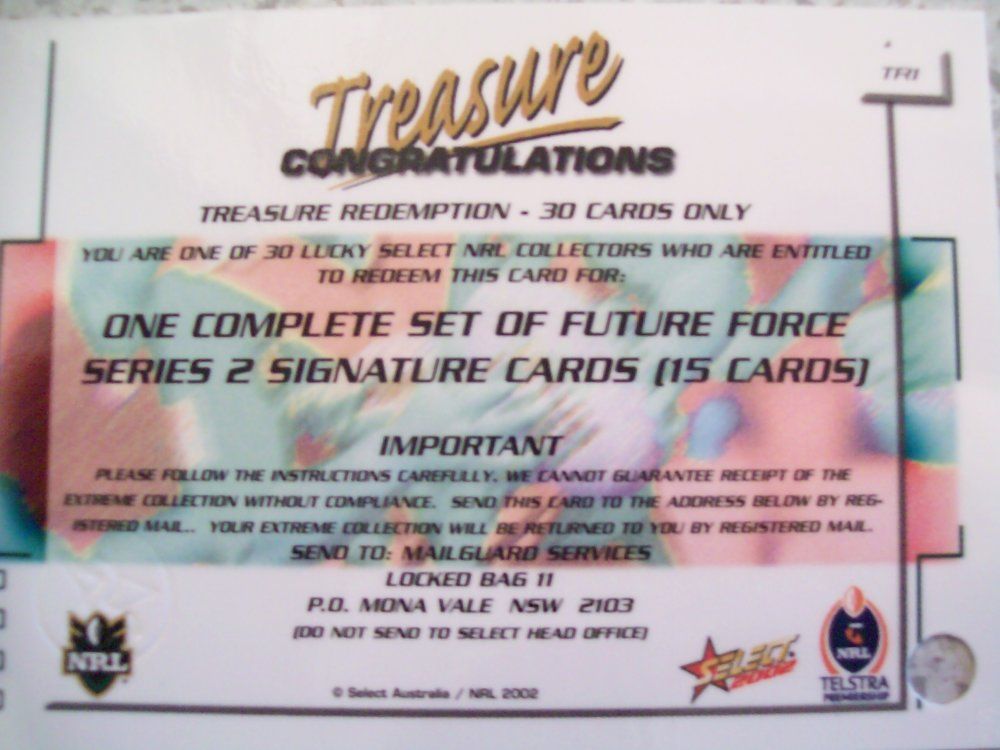 TR1
Treasure
CONGRATULATIONS
TREASURE REDEMPTION - 30 CARDS ONLY
YOU ARE ONE OF 30 LUCKY SELECT NRL COLLECTORS WHO ARE ENTITLED
TO REDEEM THIS CARD FOR:
ONE COMPLETE SET OF FUTURE FORCE
SERIES 2 SIGNATURE CARDS (15 CARDS)
IMPORTANT
PLEASE FOLLOW THE INSTRUCTIONS CAREFULLY. WE CANNOT GUARANTEE RECEIPT OF THE
EXTREME COLLECTION WITHOUT COMPLIANCE. SEND THIS CARD TO THE ADDRESS BELOW BY REG-
ISTERED MAIL... YOUR EXTREME COLLECTION WILL BE RETURNED TO YOU BY REGISTERED MAIL.
SEND TO: MAILGUARD SERVICES
LOCKED BAG 11
P.O. MONA VALE NSW 2103
(DO NOT SEND TO SELECT HEAD OFFICE)
NRL
SELECT
2002
NRL
TELSTRA
PREMIERSHIP
© Select Australia / NRL 2002